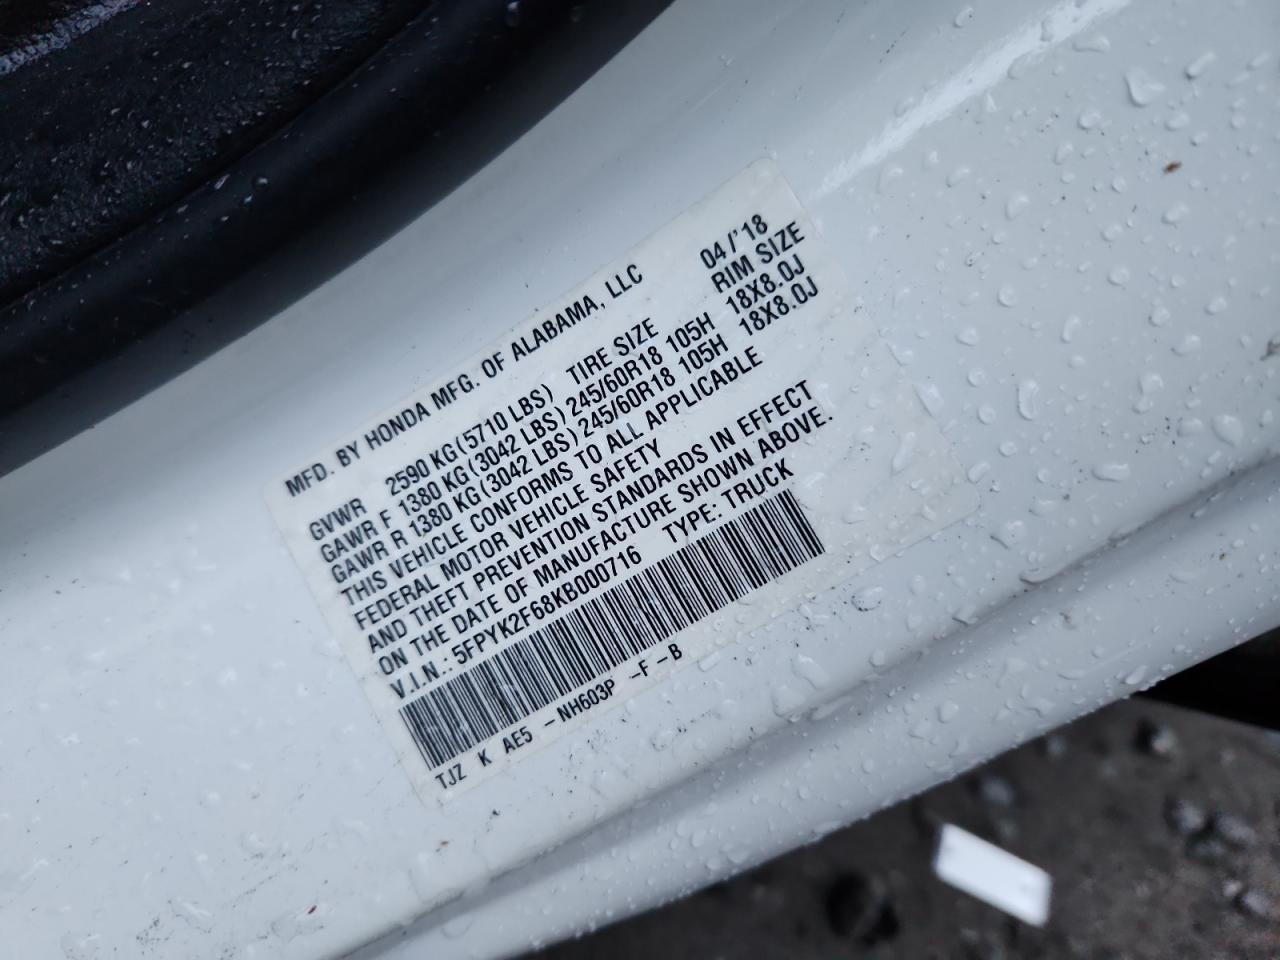 MFD. BY HONDA MFG. OF ALABAMA, LLC 04/'18
GVWR 2590 KG(5710 LBS) TIRE SIZE RIM SIZE
GAWR F 1380 KG(3042 LBS) 245/60R18 105H 18X8.0J
GAWR R 1380 KG(3042 LBS) 245/60R18 105H 18X8.0J
THIS VEHICLE CONFORMS TO ALL APPLICABLE
FEDERAL MOTOR VEHICLE SAFETY
AND THEFT PREVENTION STANDARDS IN EFFECT
ON THE DATE OF MANUFACTURE SHOWN ABOVE.
V.I.N.: 5FPYK2F68KB000716 TYPE: TRUCK
TJZ K AE5 -NH603P -F-B